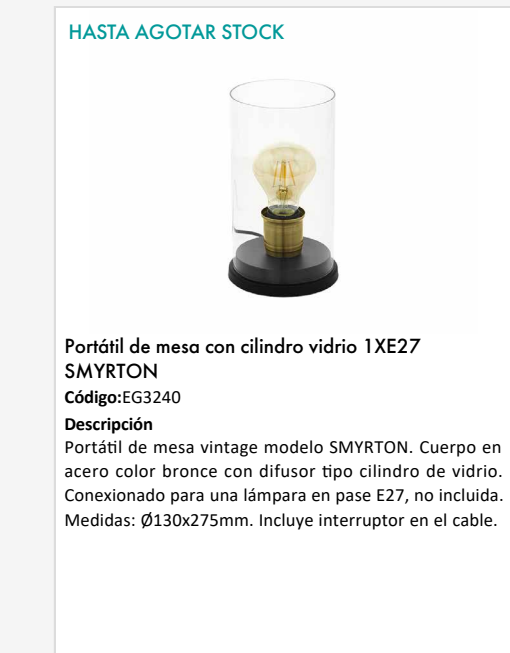 HASTA AGOTAR STOCK
Portátil de mesa con cilindro vidrio 1XE27
SMYRTON
Código:EG3240
Descripción
Portátil de mesa vintage modelo SMYRTON. Cuerpo en
acero color bronce con difusor tipo cilindro de vidrio.
Conexionado para una lámpara en pase E27, no incluida.
Medidas: Ø130x275mm. Incluye interruptor en el cable.